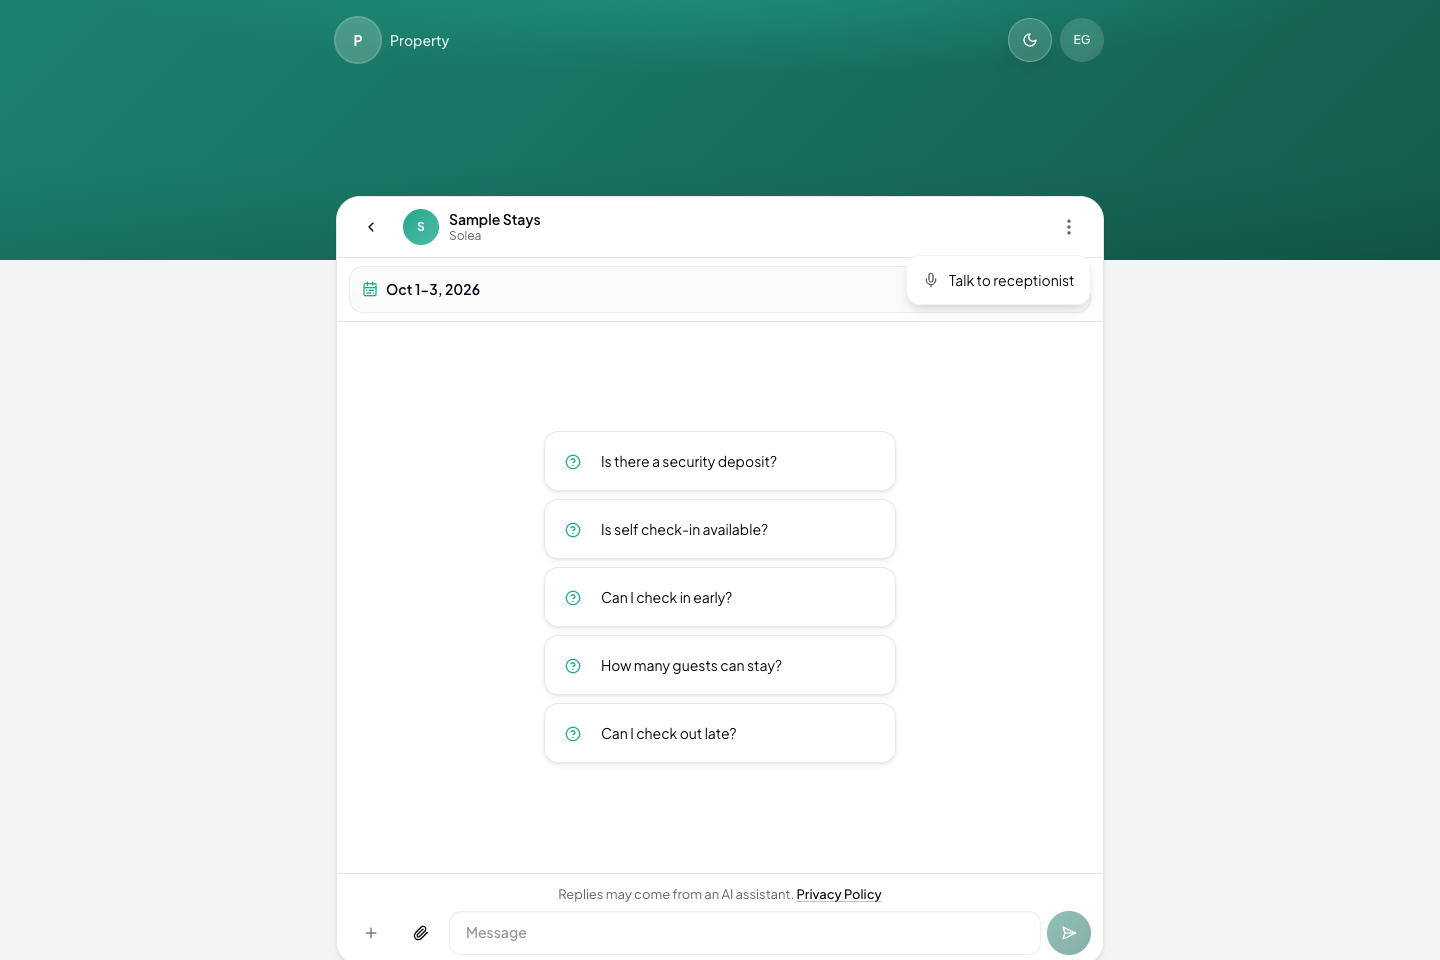 P
Property
EG
S
Sample Stays
Solea
Oct 1–3, 2026
Talk to receptionist
Is there a security deposit?
Is self check-in available?
Can I check in early?
How many guests can stay?
Can I check out late?
Replies may come from an AI assistant. Privacy Policy
Message